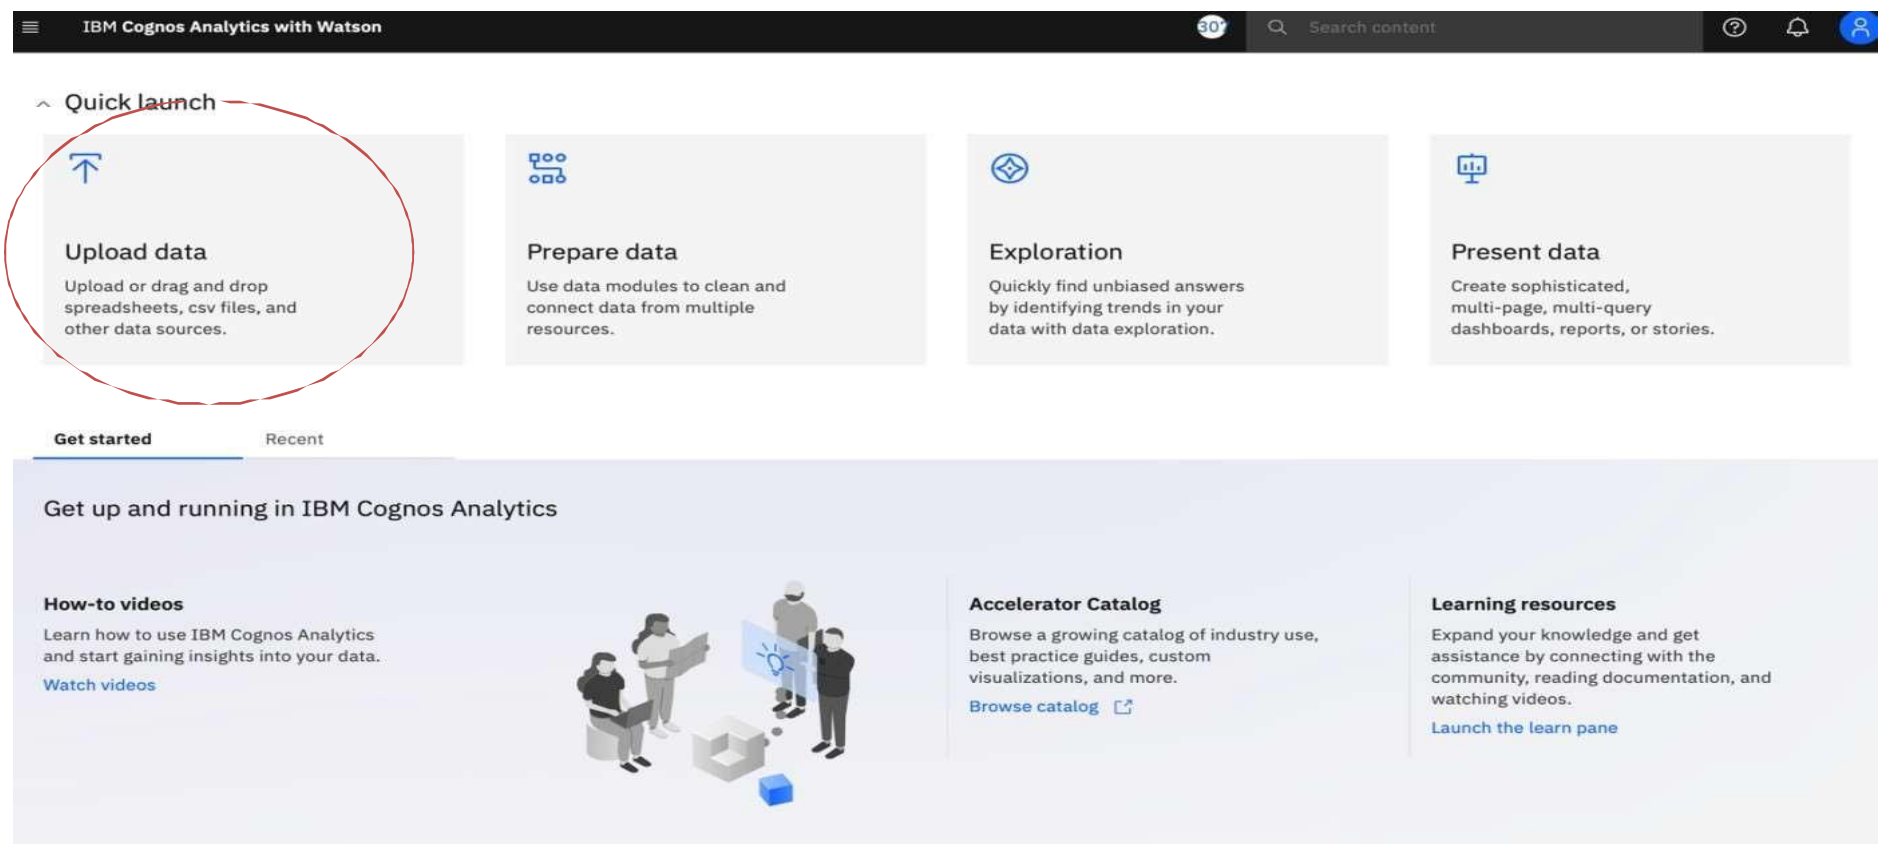 IBM Cognos Analytics with Watson
30?
Search content
Quick launch
Upload data
Upload or drag and drop
spreadsheets, csv files, and
other data sources.
Prepare data
Use data modules to clean and
connect data from multiple
resources.
Exploration
Quickly find unbiased answers
by identifying trends in your
data with data exploration.
Present data
Create sophisticated,
multi-page, multi-query
dashboards, reports, or stories.
Get started
Recent
Get up and running in IBM Cognos Analytics
How-to videos
Learn how to use IBM Cognos Analytics
and start gaining insights into your data.
Watch videos
Accelerator Catalog
Browse a growing catalog of industry use,
best practice guides, custom
visualizations, and more.
Browse catalog
Learning resources
Expand your knowledge and get
assistance by connecting with the
community, reading documentation, and
watching videos.
Launch the learn pane